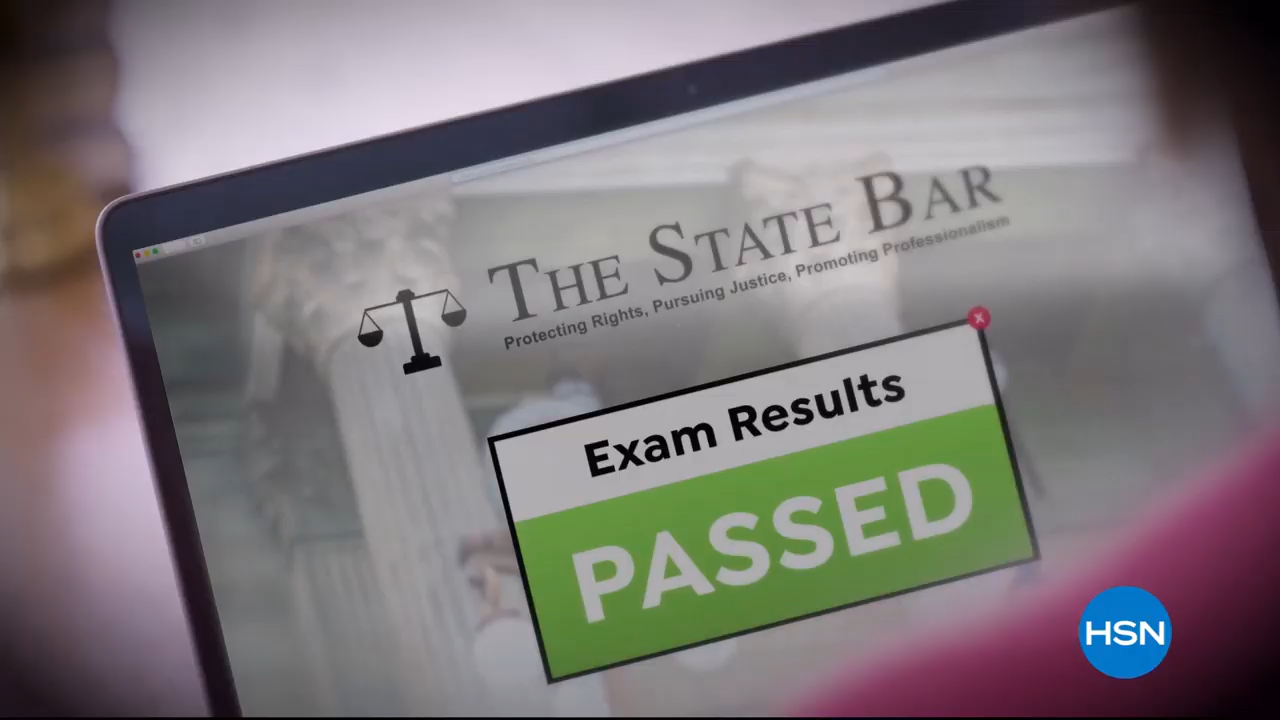 THE STATE BAR
Protecting Rights, Pursuing Justice, Promoting Professionalism
x
Exam Results
PASSED
HSN